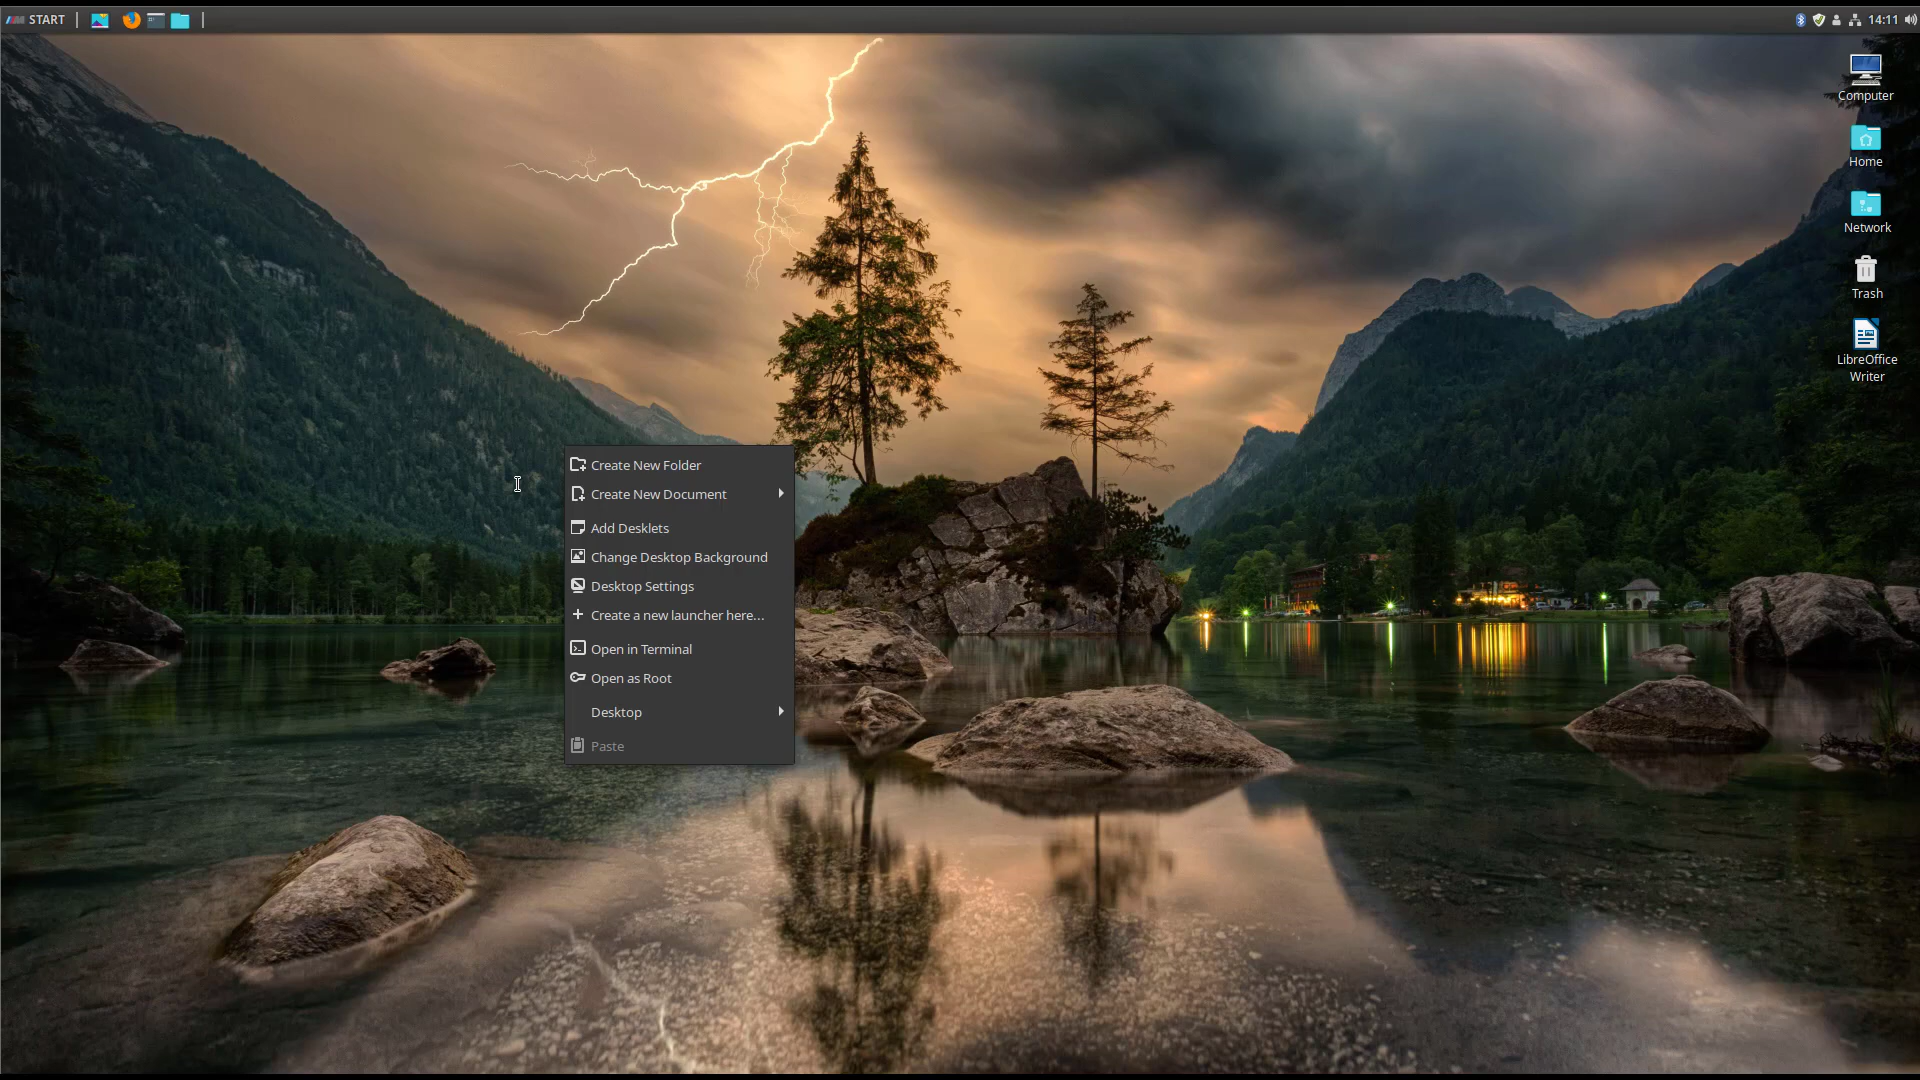 START
14:11
Computer
Home
Network
Trash
LibreOffice
Writer
Create New Folder
Create New Document
Add Desklets
Change Desktop Background
Desktop Settings
Create a new launcher here...
Open in Terminal
Open as Root
Desktop
Paste